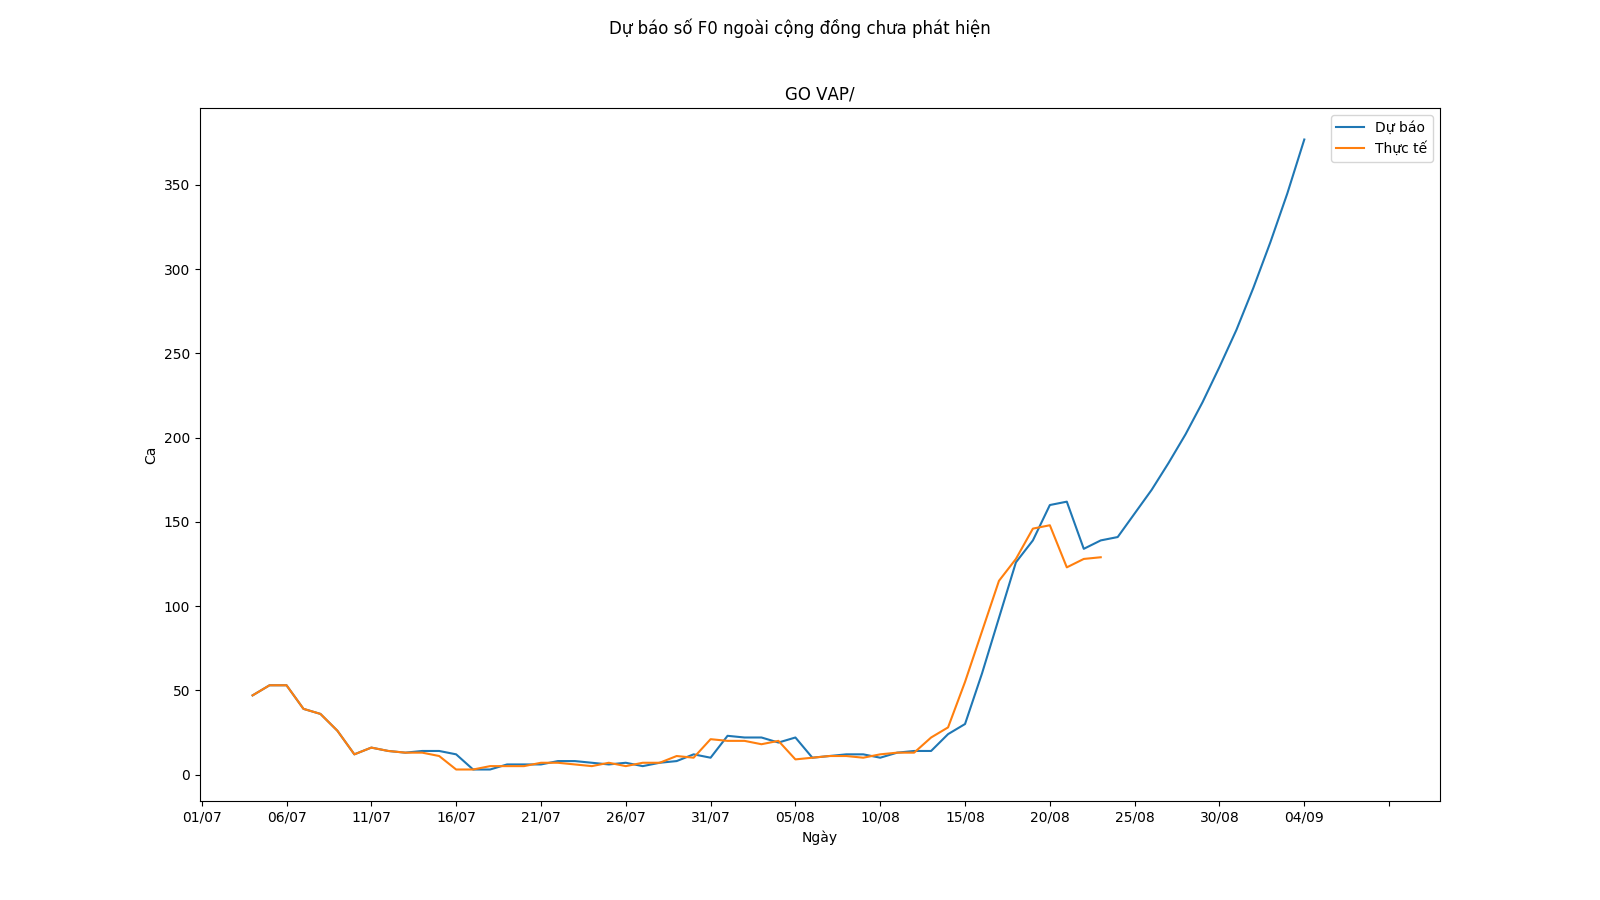 Dự báo số F0 ngoài cộng đồng chưa phát hiện
GO VAP/
Dự báo
Thực tế
350
300
250
200
150
100
50
0
Ca
01/07 06/07 11/07 16/07 21/07 26/07 31/07 05/08 10/08 15/08 20/08 25/08 30/08 04/09
Ngày